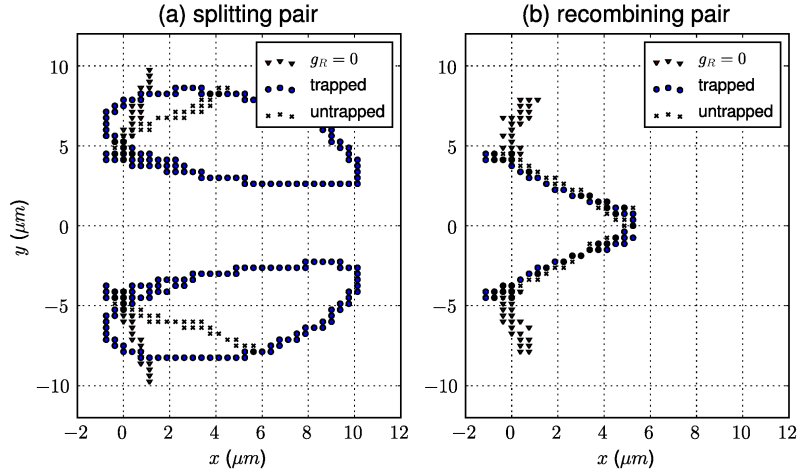 (a) splitting pair
(b) recombining pair
g_R = 0
trapped
untrapped
g_R = 0
trapped
untrapped
10
5
0
−5
−10
y (μm)
−2 0 2 4 6 8 10 12
x (μm)
10
5
0
−5
−10
−2 0 2 4 6 8 10 12
x (μm)